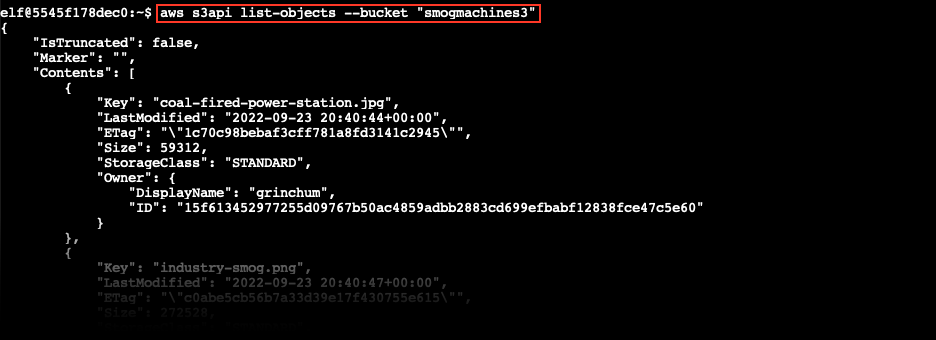 elf@5545f178dec0:~$ aws s3api list-objects --bucket "smogmachines3"
{
    "IsTruncated": false,
    "Marker": "",
    "Contents": [
        {
            "Key": "coal-fired-power-station.jpg",
            "LastModified": "2022-09-23 20:40:44+00:00",
            "ETag": "\"1c70c98bebaf3cff781a8fd3141c2945\"",
            "Size": 59312,
            "StorageClass": "STANDARD",
            "Owner": {
                "DisplayName": "grinchum",
                "ID": "15f613452977255d09767b50ac4859adbb2883cd699efbabf12838fce47c5e60"
            }
        },
        {
            "Key": "industry-smog.png",
            "LastModified": "2022-09-23 20:40:47+00:00",
            "ETag": "\"c0abe5cb56b7a33d39e17f430755e615\"",
            "Size": 272528,